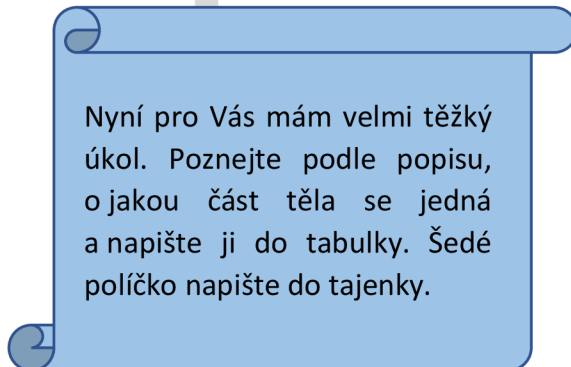 Nyní pro Vás mám velmi těžký
úkol. Poznejte podle popisu,
o jakou část těla se jedná
a napište ji do tabulky. Šedé
políčko napište do tajenky.